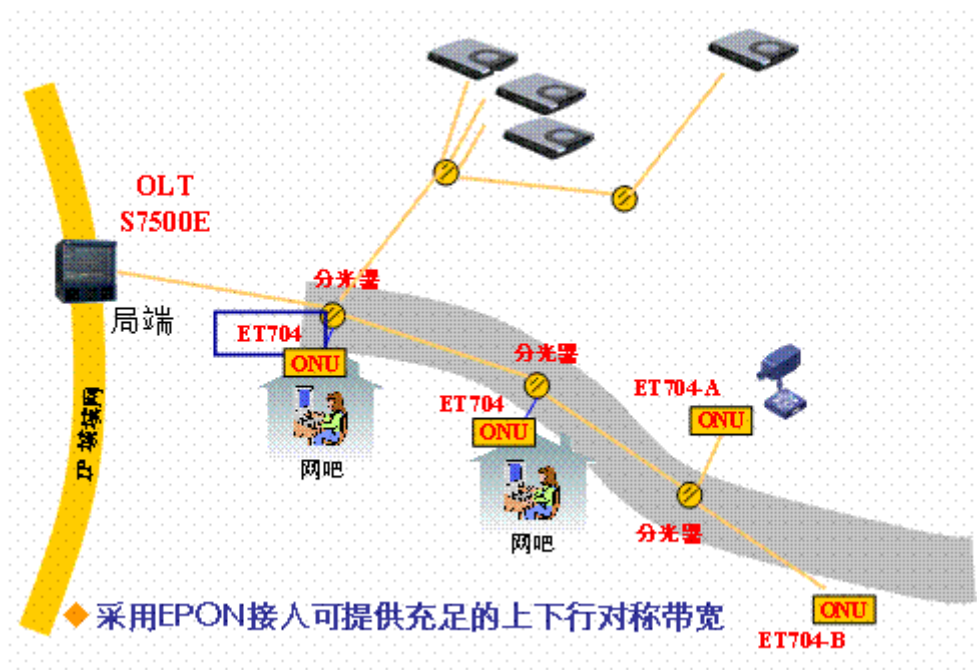 OLT
S7500E
局端
分光器
ET704
ONU
网吧
分光器
ET704
ONU
网吧
ET704-A
ONU
分光器
ONU
ET704-B
IP 城域网
采用EPON接人可提供充足的上下行对称带宽